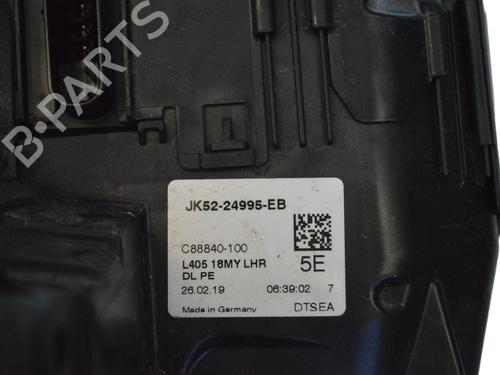 B-PARTS
JK52-24995-EB
C88840-100
L405 18MY LHR
DL PE
5E
26.02.19 06:39:02 7
Made in Germany DTSEA